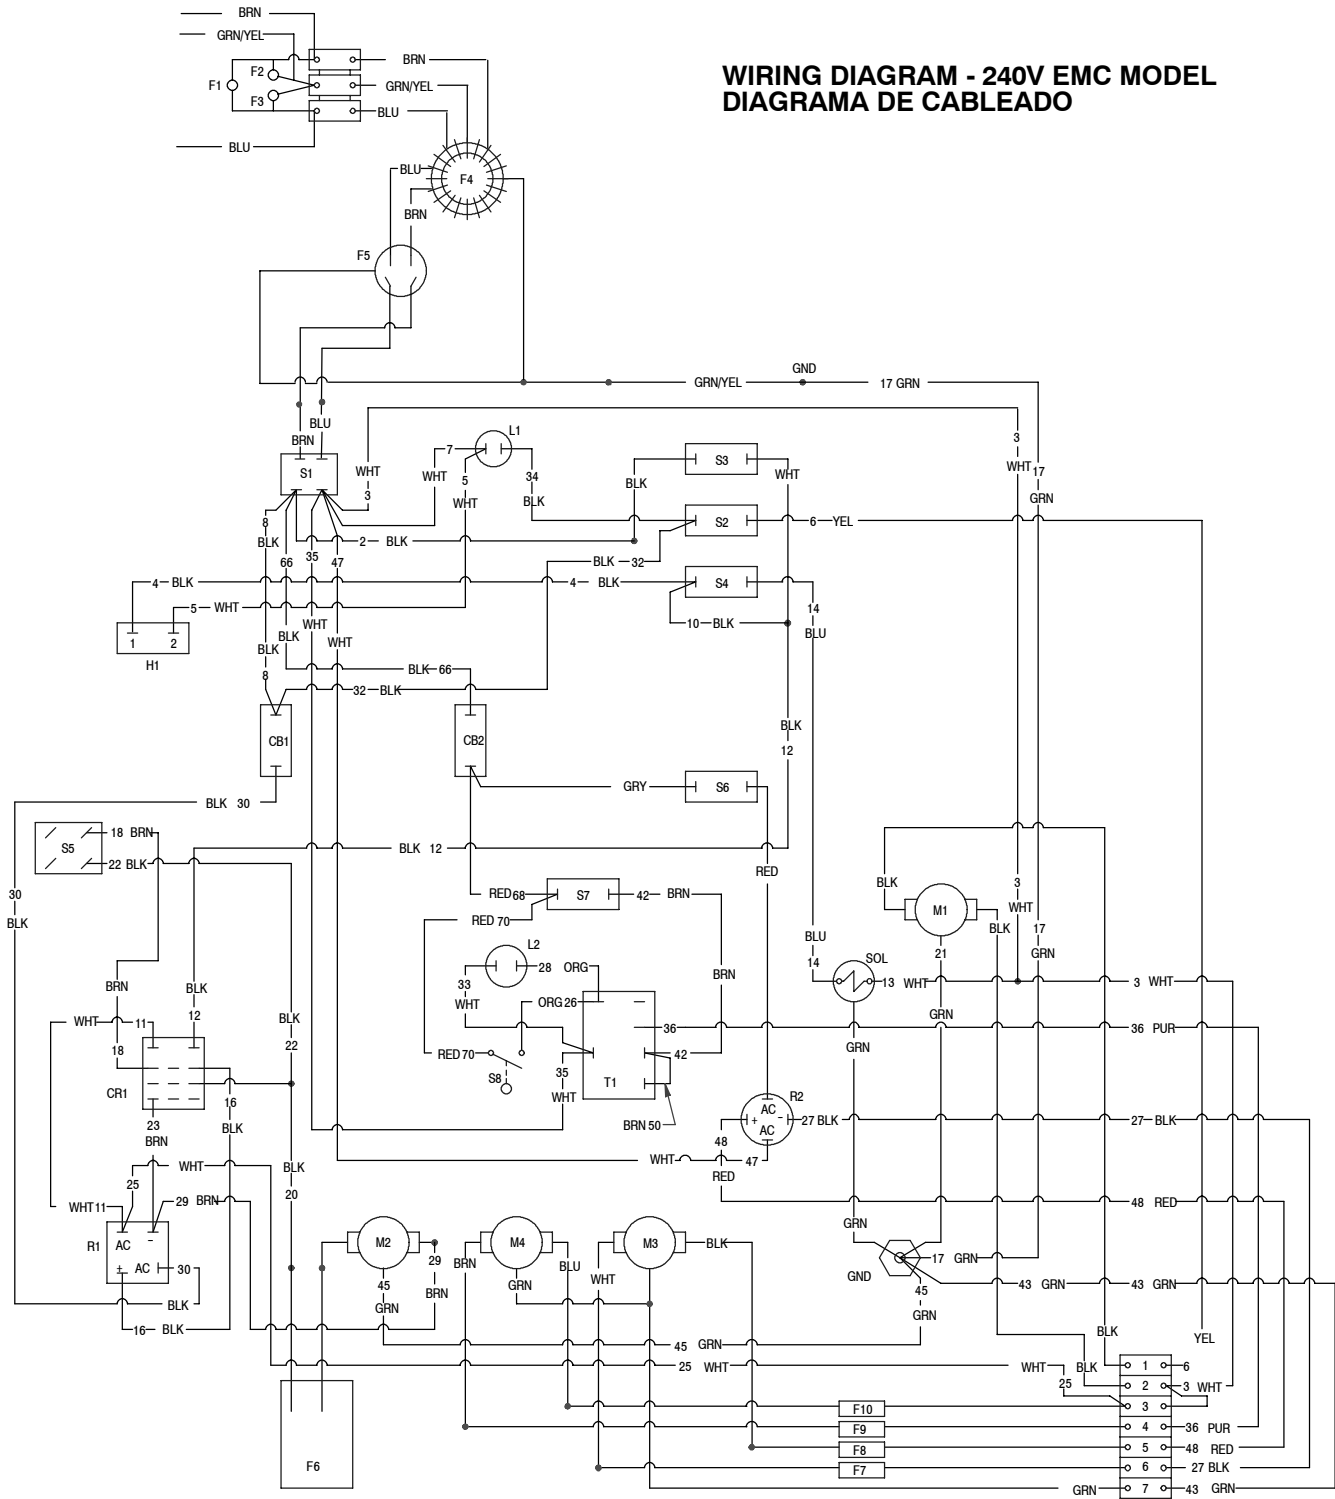 BRN
GRN/YEL
F2
F1
F3
BRN
GRN/YEL
BLU
BLU
WIRING DIAGRAM - 240V EMC MODEL
DIAGRAMA DE CABLEADO
BLU
F4
BRN
F5
GND
GRN/YEL
17 GRN
BLU
BRN
S1
WHT
3
7
L1
WHT
5
WHT
34
BLK
S3
BLK
WHT
3
WHT
17
GRN
8
BLK
2 BLK
S2
6 YEL
66
35
47
BLK 32
4 BLK
4 BLK
S4
14
BLU
5 WHT
10 BLK
WHT
BLK
WHT
BLK
8
1
2
H1
BLK 66
32 BLK
CB1
CB2
BLK
12
GRY
S6
BLK 30
18 BRN
S5
22 BLK
BLK 12
RED
30
BLK
RED 68
S7
42 BRN
RED 70
BLK
M1
BLK
3
WHT
17
GRN
21
L2
28 ORG
33
WHT
BRN
BLU
14
SOL
13 WHT
3 WHT
BRN
BLK
12
BLK
22
ORG 26
GRN
WHT 11
18
36
36 PUR
RED 70
42
GRN
S8
35
WHT
T1
CR1
16
BLK
R2
AC
+
-
AC
27 BLK
27 BLK
23
BRN
BRN 50
48
RED
WHT 47
WHT
25
BLK
20
29 BRN
WHT 11
48 RED
R1
AC
-
+
AC
30
BLK
16 BLK
M2
29
BRN
45
GRN
BRN
M4
BLU
GRN
WHT
M3
BLK
GRN
GND
17 GRN
45
GRN
43 GRN
43 GRN
45 GRN
25 WHT
WHT
25
BLK
BLK
YEL
1
6
2
3 WHT
3
F10
F9
4
36 PUR
F8
5
48 RED
F7
6
27 BLK
F6
GRN
7
43 GRN